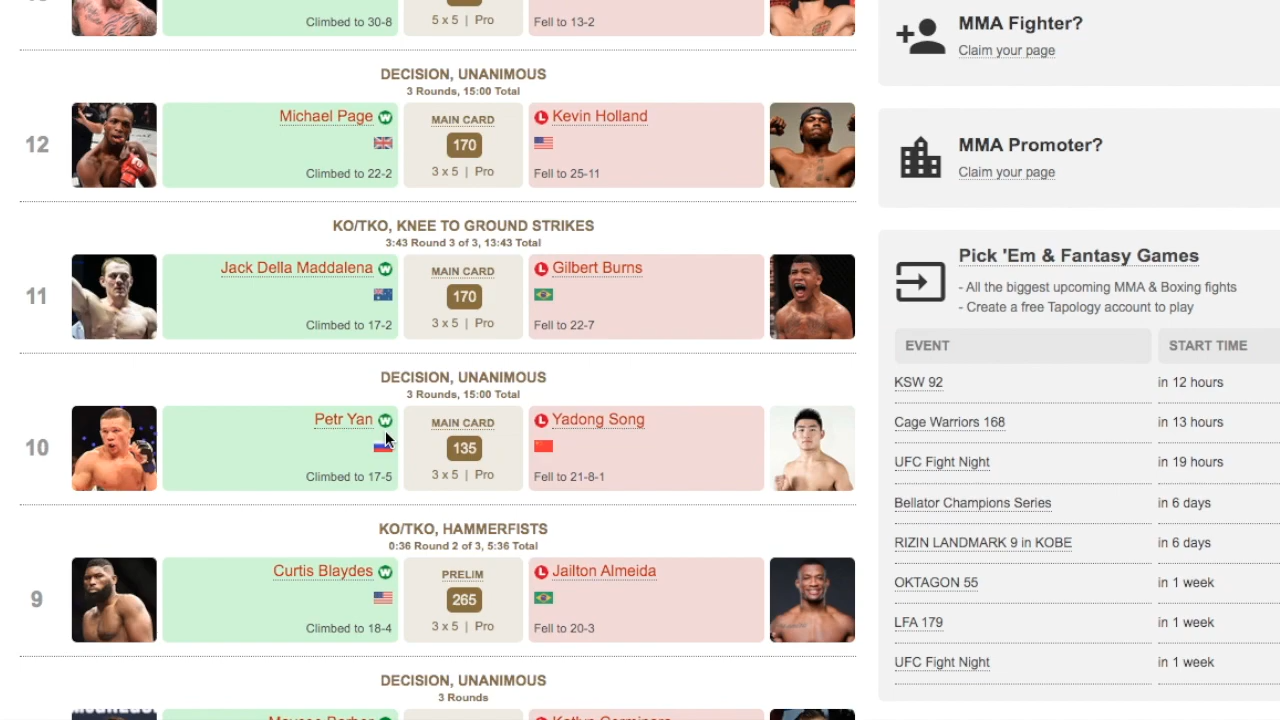 Climbed to 30-8
5 x 5 | Pro
Fell to 13-2
DECISION, UNANIMOUS
3 Rounds, 15:00 Total
12
Michael Page W
MAIN CARD
L Kevin Holland
170
Climbed to 22-2
3 x 5 | Pro
Fell to 25-11
KO/TKO, KNEE TO GROUND STRIKES
3:43 Round 3 of 3, 13:43 Total
11
Jack Della Maddalena W
MAIN CARD
L Gilbert Burns
170
Climbed to 17-2
3 x 5 | Pro
Fell to 22-7
DECISION, UNANIMOUS
3 Rounds, 15:00 Total
10
Petr Yan W
MAIN CARD
L Yadong Song
135
Climbed to 17-5
3 x 5 | Pro
Fell to 21-8-1
KO/TKO, HAMMERFISTS
0:36 Round 2 of 3, 5:36 Total
9
Curtis Blaydes W
PRELIM
L Jailton Almeida
265
Climbed to 18-4
3 x 5 | Pro
Fell to 20-3
DECISION, UNANIMOUS
3 Rounds
MMA Fighter?
Claim your page
MMA Promoter?
Claim your page
Pick 'Em & Fantasy Games
- All the biggest upcoming MMA & Boxing fights
- Create a free Tapology account to play
EVENT START TIME
KSW 92 in 12 hours
Cage Warriors 168 in 13 hours
UFC Fight Night in 19 hours
Bellator Champions Series in 6 days
RIZIN LANDMARK 9 in KOBE in 6 days
OKTAGON 55 in 1 week
LFA 179 in 1 week
UFC Fight Night in 1 week